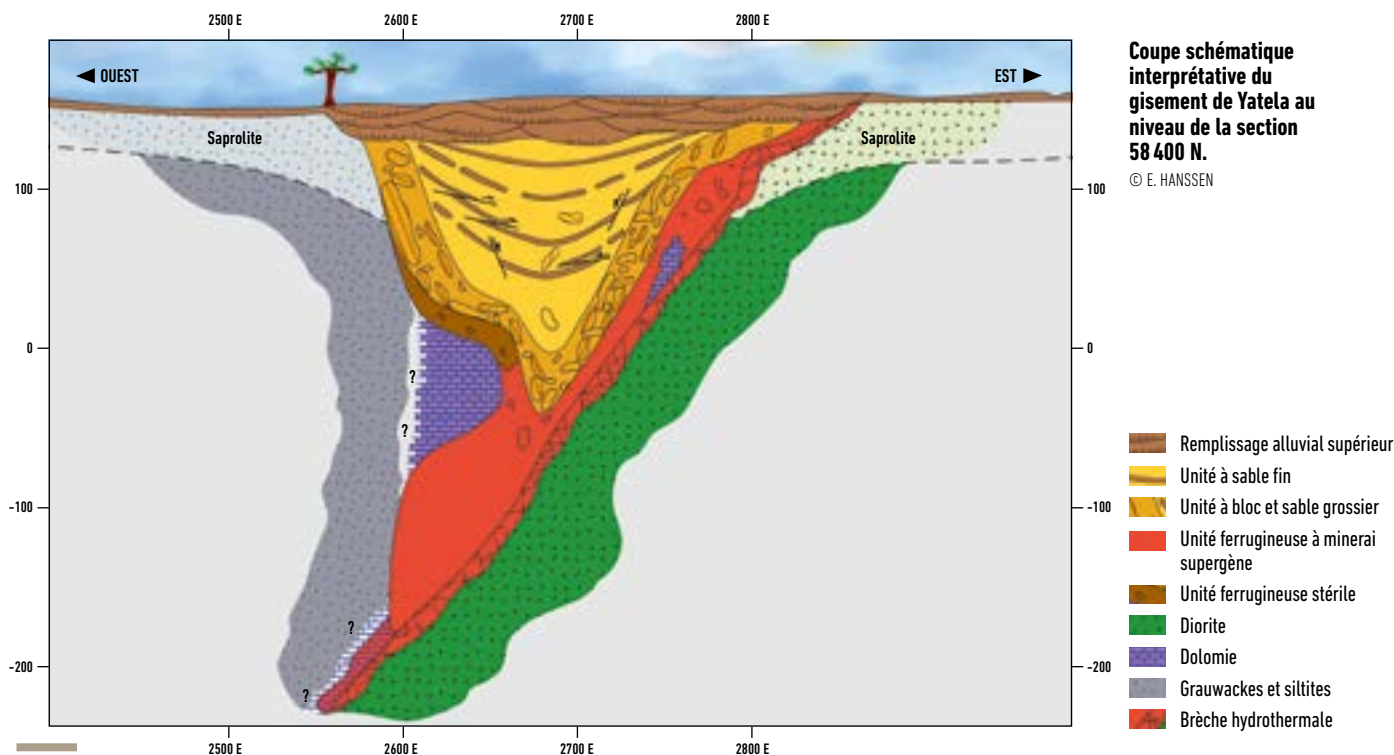 2500 E 2600 E 2700 E 2800 E
◄ OUEST EST ►
Saprolite Saprolite
100 100
0 0
?
?
-100 -100
?
-200 -200
?
2500 E 2600 E 2700 E 2800 E
Coupe schématique
interprétative du
gisement de Yatela au
niveau de la section
58 400 N.
© E. HANSSEN
Remplissage alluvial supérieur
Unité à sable fin
Unité à bloc et sable grossier
Unité ferrugineuse à minerai
supergène
Unité ferrugineuse stérile
Diorite
Dolomie
Grauwackes et siltites
Brèche hydrothermale